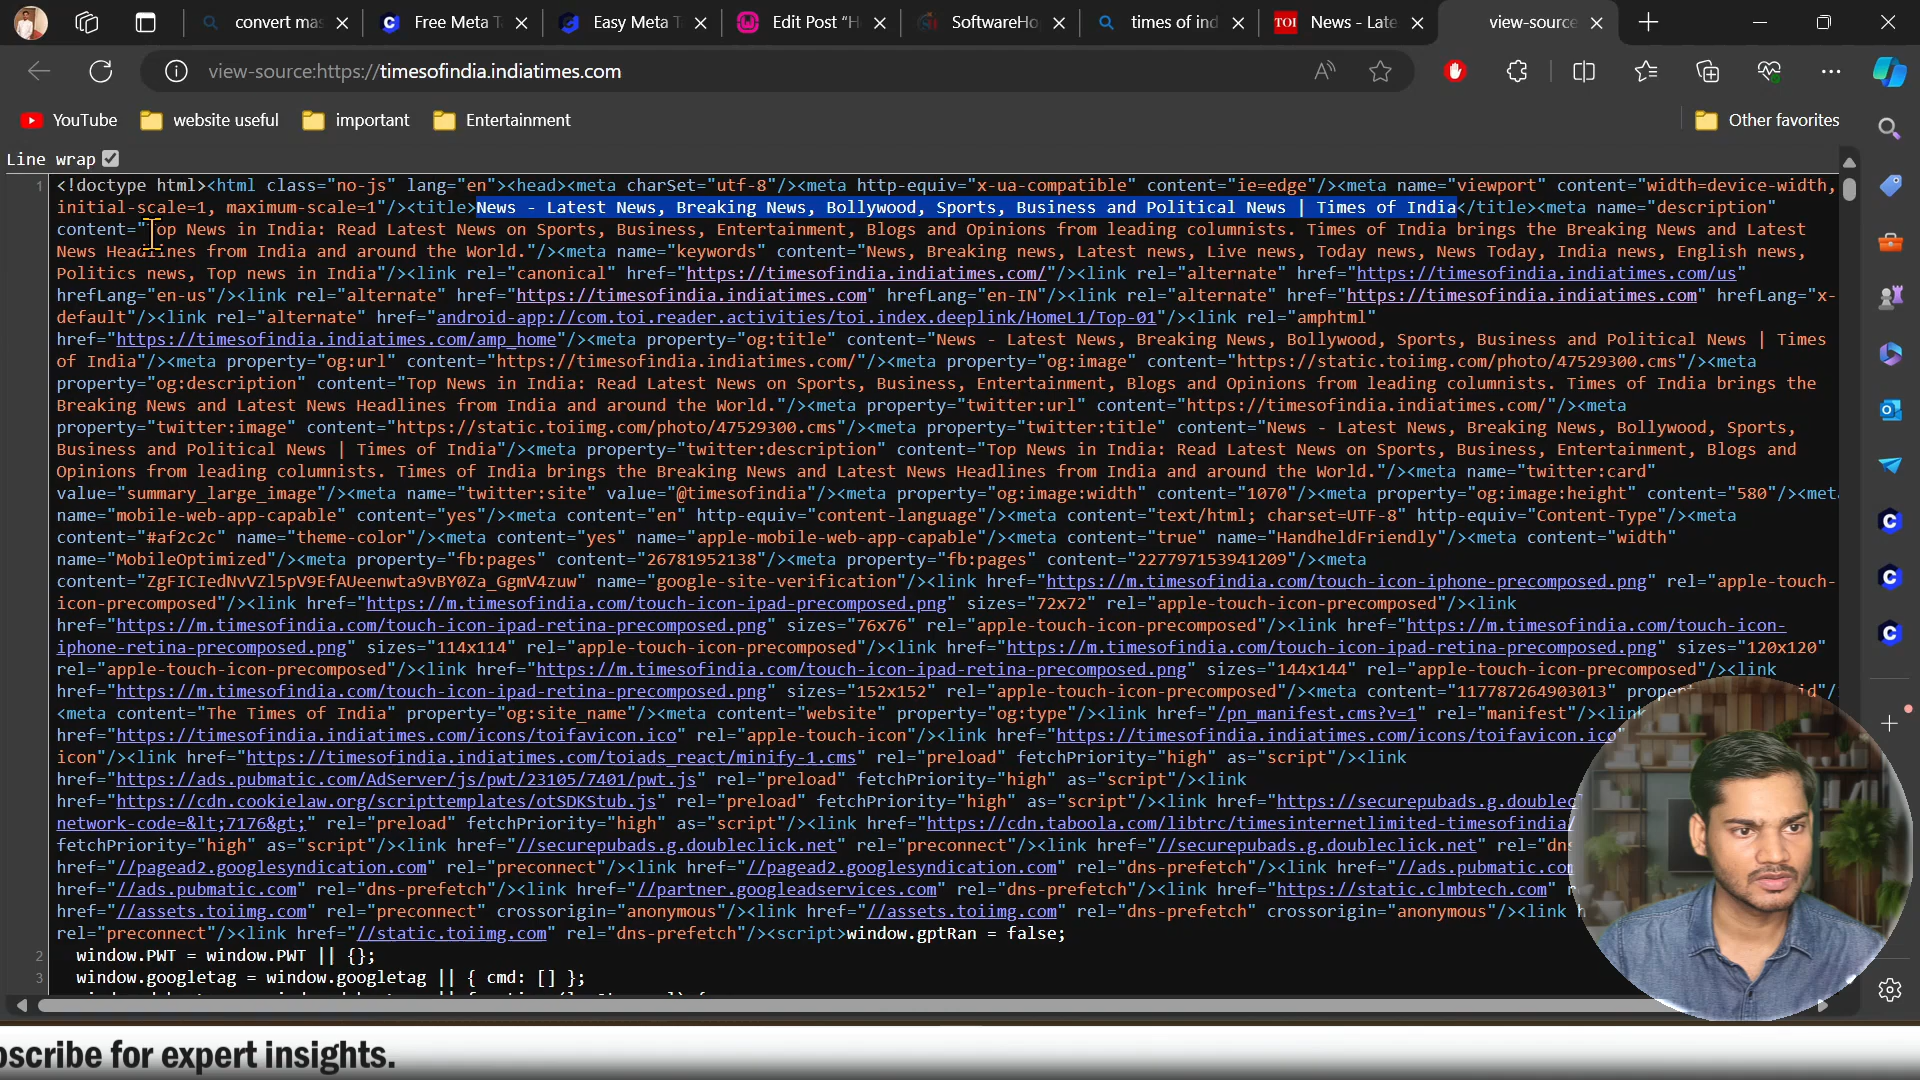 convert mas
Free Meta T
Easy Meta T
Edit Post “H
SoftwareHo
times of ind
TOI
News - Late
view-source
view-source:https://timesofindia.indiatimes.com
YouTube
website useful
important
Entertainment
Other favorites
Line wrap
1
<!doctype html><html class="no-js" lang="en"><head><meta charSet="utf-8"/><meta http-equiv="x-ua-compatible" content="ie=edge"/><meta name="viewport" content="width=device-width,
initial-scale=1, maximum-scale=1"/><title>News - Latest News, Breaking News, Bollywood, Sports, Business and Political News | Times of India</title><meta name="description"
content="Top News in India: Read Latest News on Sports, Business, Entertainment, Blogs and Opinions from leading columnists. Times of India brings the Breaking News and Latest
News Headlines from India and around the World."/><meta name="keywords" content="News, Breaking news, Latest news, Live news, Today news, News Today, India news, English news,
Politics news, Top news in India"/><link rel="canonical" href="https://timesofindia.indiatimes.com/"/><link rel="alternate" href="https://timesofindia.indiatimes.com/us"
hrefLang="en-us"/><link rel="alternate" href="https://timesofindia.indiatimes.com" hrefLang="en-IN"/><link rel="alternate" href="https://timesofindia.indiatimes.com" hrefLang="x-
default"/><link rel="alternate" href="android-app://com.toi.reader.activities/toi.index.deeplink/HomeL1/Top-01"/><link rel="amphtml"
href="https://timesofindia.indiatimes.com/amp_home"/><meta property="og:title" content="News - Latest News, Breaking News, Bollywood, Sports, Business and Political News | Times
of India"/><meta property="og:url" content="https://timesofindia.indiatimes.com/"/><meta property="og:image" content="https://static.toiimg.com/photo/47529300.cms"/><meta
property="og:description" content="Top News in India: Read Latest News on Sports, Business, Entertainment, Blogs and Opinions from leading columnists. Times of India brings the
Breaking News and Latest News Headlines from India and around the World."/><meta property="twitter:url" content="https://timesofindia.indiatimes.com/"/><meta
property="twitter:image" content="https://static.toiimg.com/photo/47529300.cms"/><meta property="twitter:title" content="News - Latest News, Breaking News, Bollywood, Sports,
Business and Political News | Times of India"/><meta property="twitter:description" content="Top News in India: Read Latest News on Sports, Business, Entertainment, Blogs and
Opinions from leading columnists. Times of India brings the Breaking News and Latest News Headlines from India and around the World."/><meta name="twitter:card"
value="summary_large_image"/><meta name="twitter:site" value="@timesofindia"/><meta property="og:image:width" content="1070"/><meta property="og:image:height" content="580"/><meta
name="mobile-web-app-capable" content="yes"/><meta content="en" http-equiv="content-language"/><meta content="text/html; charset=UTF-8" http-equiv="Content-Type"/><meta
content="#af2c2c" name="theme-color"/><meta content="yes" name="apple-mobile-web-app-capable"/><meta content="true" name="HandheldFriendly"/><meta content="width"
name="MobileOptimized"/><meta property="fb:pages" content="26781952138"/><meta property="fb:pages" content="227797153941209"/><meta
content="ZgFICIedNvVZl5pV9EfAUeenwta9vBY0Za_GgmV4zuw" name="google-site-verification"/><link href="https://m.timesofindia.com/touch-icon-iphone-precomposed.png" rel="apple-touch-
icon-precomposed"/><link href="https://m.timesofindia.com/touch-icon-ipad-precomposed.png" sizes="72x72" rel="apple-touch-icon-precomposed"/><link
href="https://m.timesofindia.com/touch-icon-ipad-retina-precomposed.png" sizes="76x76" rel="apple-touch-icon-precomposed"/><link href="https://m.timesofindia.com/touch-icon-
iphone-retina-precomposed.png" sizes="114x114" rel="apple-touch-icon-precomposed"/><link href="https://m.timesofindia.com/touch-icon-ipad-retina-precomposed.png" sizes="120x120"
rel="apple-touch-icon-precomposed"/><link href="https://m.timesofindia.com/touch-icon-ipad-retina-precomposed.png" sizes="144x144" rel="apple-touch-icon-precomposed"/><link
href="https://m.timesofindia.com/touch-icon-ipad-retina-precomposed.png" sizes="152x152" rel="apple-touch-icon-precomposed"/><meta content="117787264903013"
<meta content="The Times of India" property="og:site_name"/><meta content="website" property="og:type"/><link href="/pn_manifest.cms?v=1" rel="manifest"/><link
href="https://timesofindia.indiatimes.com/icons/toifavicon.ico" rel="apple-touch-icon"/><link href="https://timesofindia.indiatimes.com/icons/toifavicon.ico"
icon"/><link href="https://timesofindia.indiatimes.com/toiads_react/minify-1.cms" rel="preload" fetchPriority="high" as="script"/><link
href="https://ads.pubmatic.com/AdServer/js/pwt/23105/7401/pwt.js" rel="preload" fetchPriority="high" as="script"/><link
href="https://cdn.cookielaw.org/scripttemplates/otSDKStub.js" rel="preload" fetchPriority="high" as="script"/><link href="https://securepubads.g.doublec
network-code=&lt;7176&gt;" rel="preload" fetchPriority="high" as="script"/><link href="https://cdn.taboola.com/libtrc/timesinternetlimited-timesofindia/
fetchPriority="high" as="script"/><link href="//securepubads.g.doubleclick.net" rel="preconnect"/><link href="//securepubads.g.doubleclick.net" rel="dns
href="//pagead2.googlesyndication.com" rel="preconnect"/><link href="//pagead2.googlesyndication.com" rel="dns-prefetch"/><link href="//ads.pubmatic.com
href="//ads.pubmatic.com" rel="dns-prefetch"/><link href="//partner.googleadservices.com" rel="dns-prefetch"/><link href="https://static.clmbtech.com"
href="//assets.toiimg.com" rel="preconnect" crossorigin="anonymous"/><link href="//assets.toiimg.com" rel="dns-prefetch" crossorigin="anonymous"/><link
rel="preconnect"/><link href="//static.toiimg.com" rel="dns-prefetch"/><script>window.gptRan = false;
2 window.PWT = window.PWT || {};
3 window.googletag = window.googletag || { cmd: [] };
bscribe for expert insights.